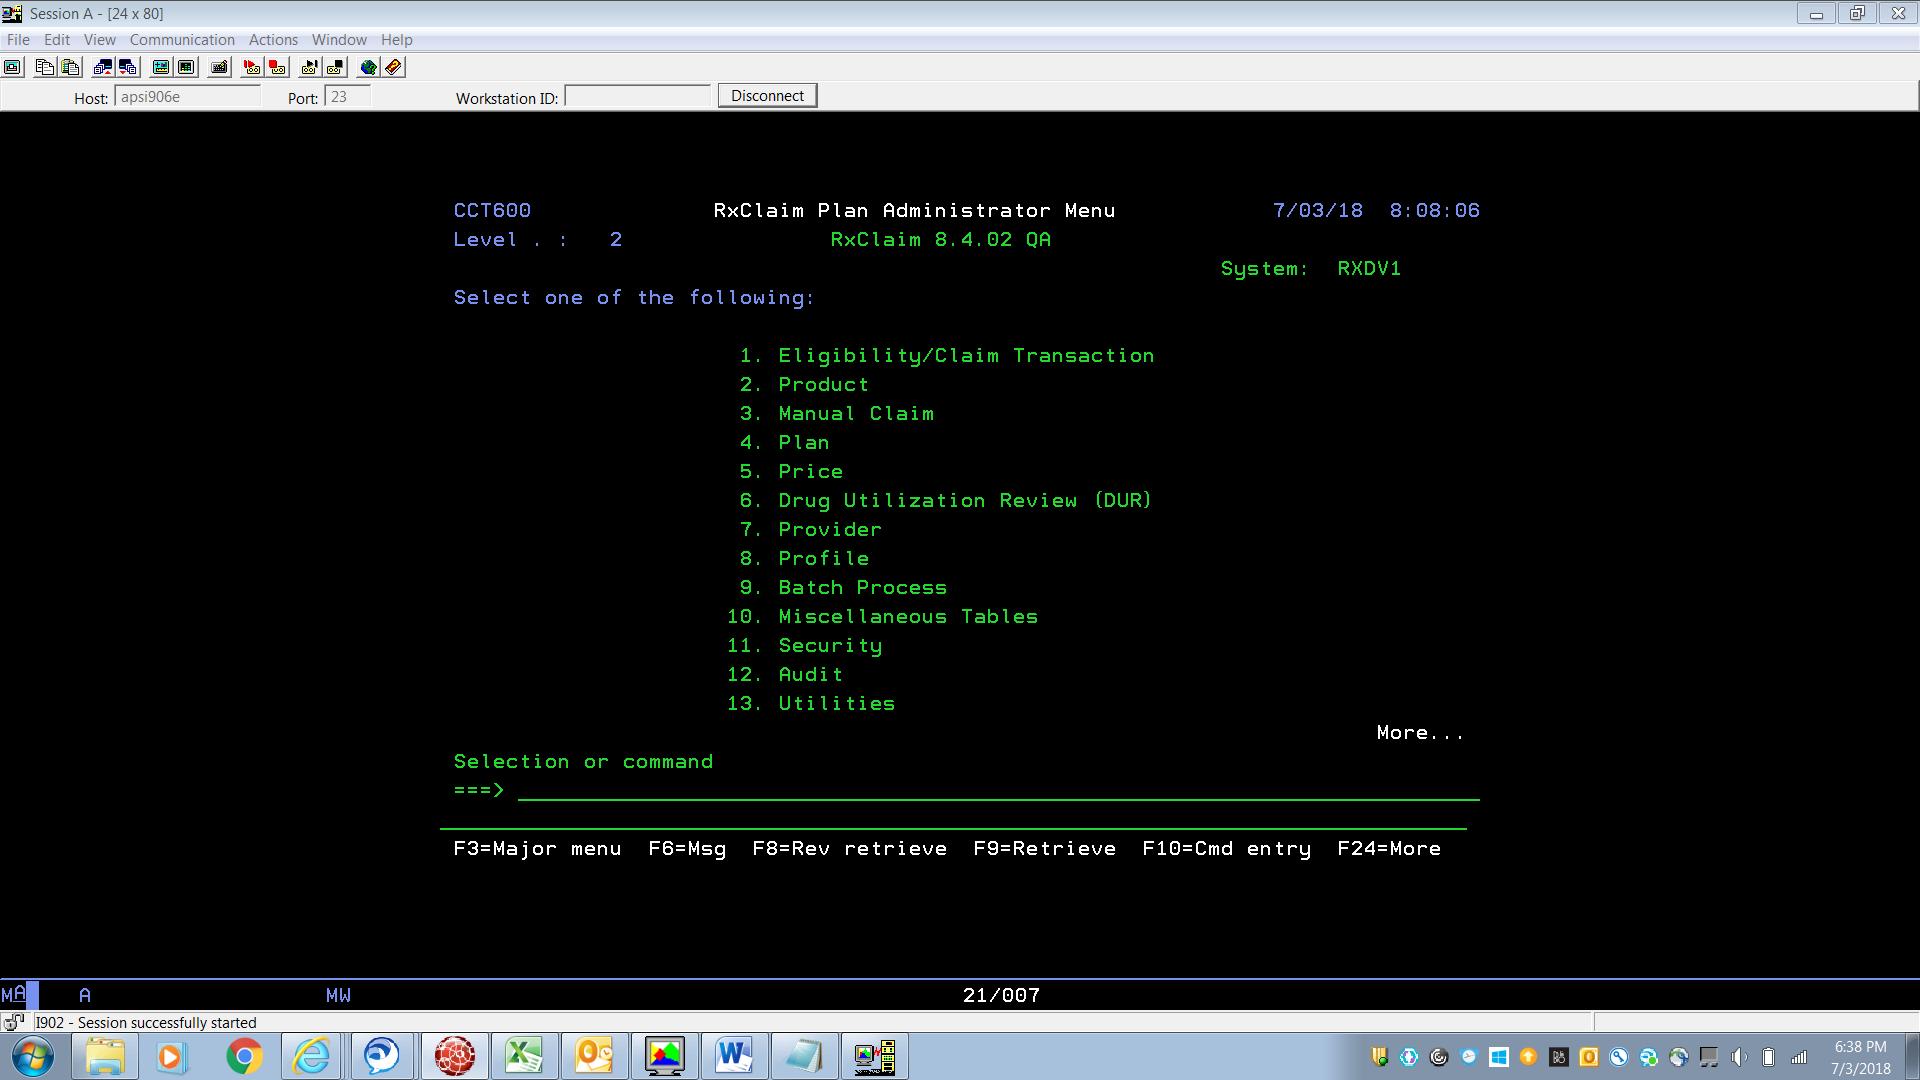 Session A - [24 x 80]
File Edit View Communication Actions Window Help
Host: apsi906e Port: 23 Workstation ID: Disconnect
CCT600 RxClaim Plan Administrator Menu 7/03/18 8:08:06
Level . : 2 RxClaim 8.4.02 QA
System: RXDV1
Select one of the following:
1. Eligibility/Claim Transaction
2. Product
3. Manual Claim
4. Plan
5. Price
6. Drug Utilization Review (DUR)
7. Provider
8. Profile
9. Batch Process
10. Miscellaneous Tables
11. Security
12. Audit
13. Utilities
More...
Selection or command
===>
F3=Major menu F6=Msg F8=Rev retrieve F9=Retrieve F10=Cmd entry F24=More
MA A MW 21/007
I902 - Session successfully started
6:38 PM
7/3/2018